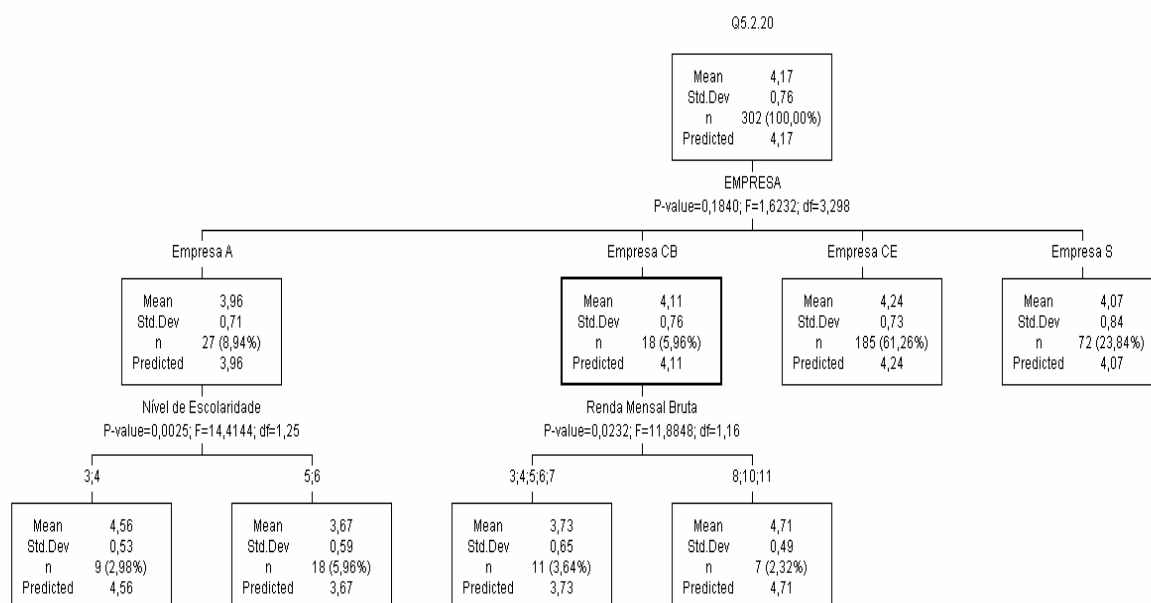 Q5.2.20
Mean 4,17
Std.Dev 0,76
n 302 (100,00%)
Predicted 4,17
EMPRESA
P-value=0,1840; F=1,6232; df=3,298
Empresa A
Mean 3,96
Std.Dev 0,71
n 27 (8,94%)
Predicted 3,96
Empresa CB
Mean 4,11
Std.Dev 0,76
n 18 (5,96%)
Predicted 4,11
Empresa CE
Mean 4,24
Std.Dev 0,73
n 185 (61,26%)
Predicted 4,24
Empresa S
Mean 4,07
Std.Dev 0,84
n 72 (23,84%)
Predicted 4,07
Nível de Escolaridade
P-value=0,0025; F=14,4144; df=1,25
Renda Mensal Bruta
P-value=0,0232; F=11,8848; df=1,16
3;4
Mean 4,56
Std.Dev 0,53
n 9 (2,98%)
Predicted 4,56
5;6
Mean 3,67
Std.Dev 0,59
n 18 (5,96%)
Predicted 3,67
3;4;5;6;7
Mean 3,73
Std.Dev 0,65
n 11 (3,64%)
Predicted 3,73
8;10;11
Mean 4,71
Std.Dev 0,49
n 7 (2,32%)
Predicted 4,71